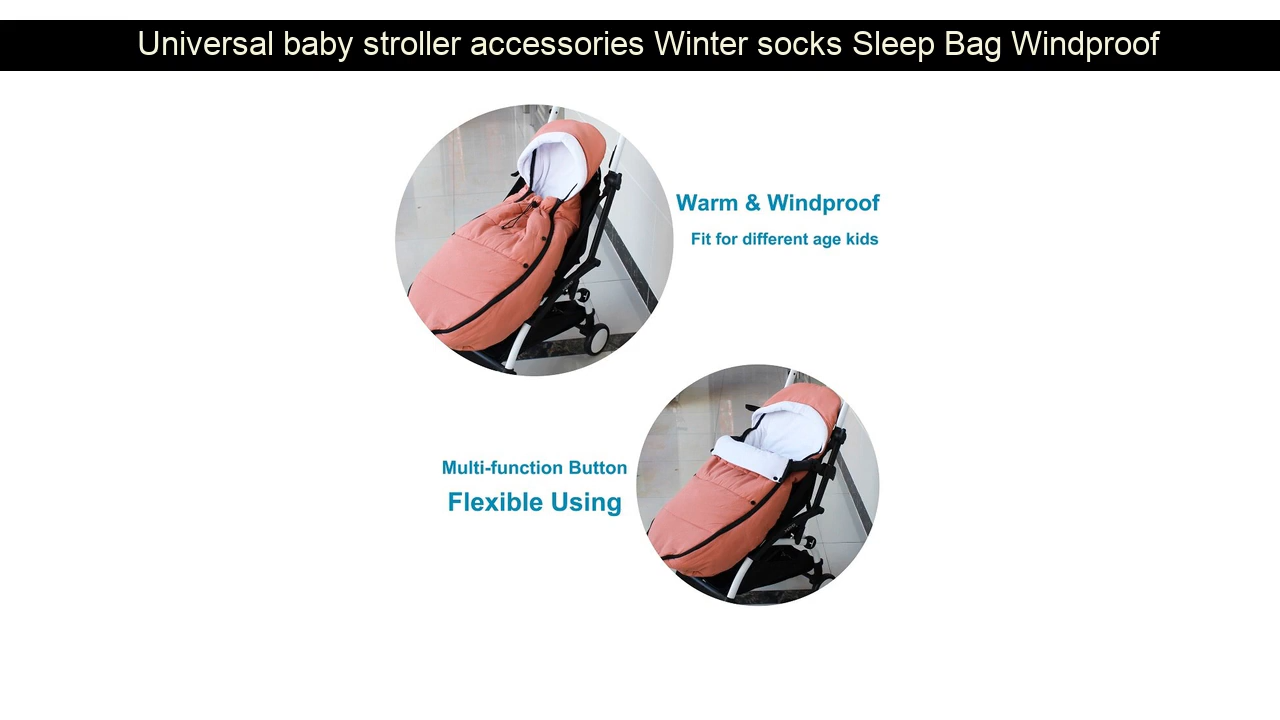 Universal baby stroller accessories Winter socks Sleep Bag Windproof
Warm & Windproof
Fit for different age kids
Multi-function Button
Flexible Using